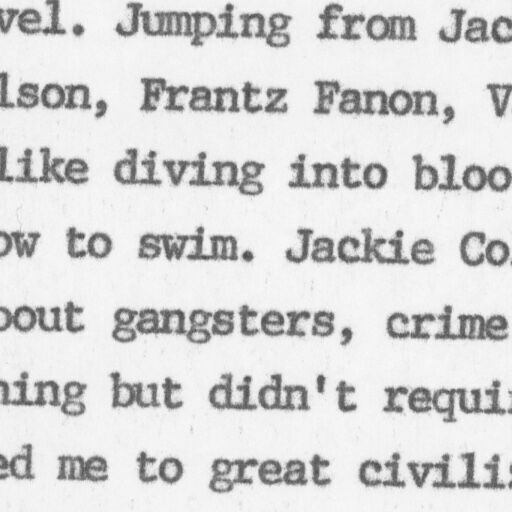 vel. Jumping from Jac
lson, Frantz Fanon, V
like diving into bloo
ow to swim. Jackie Co
bout gangsters, crime
hing but didn't requi
ed me to great civili